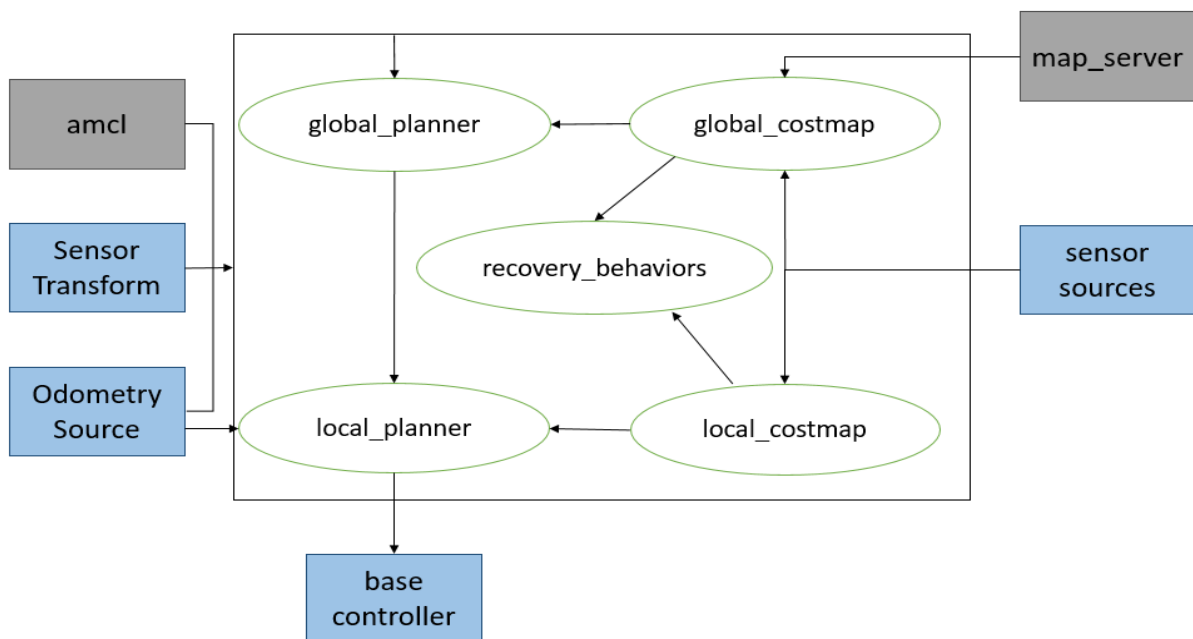 map_server
amcl
global_planner
global_costmap
Sensor
Transform
recovery_behaviors
sensor
sources
Odometry
Source
local_planner
local_costmap
base
controller